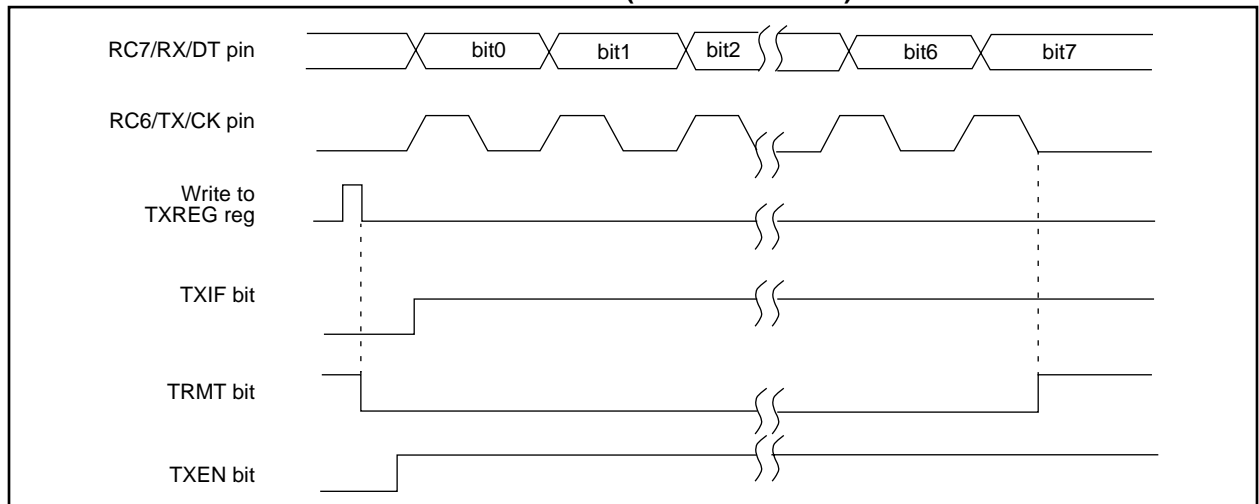 RC7/RX/DT pin
bit0
bit1
bit2
bit6
bit7
RC6/TX/CK pin
Write to
TXREG reg
TXIF bit
TRMT bit
TXEN bit